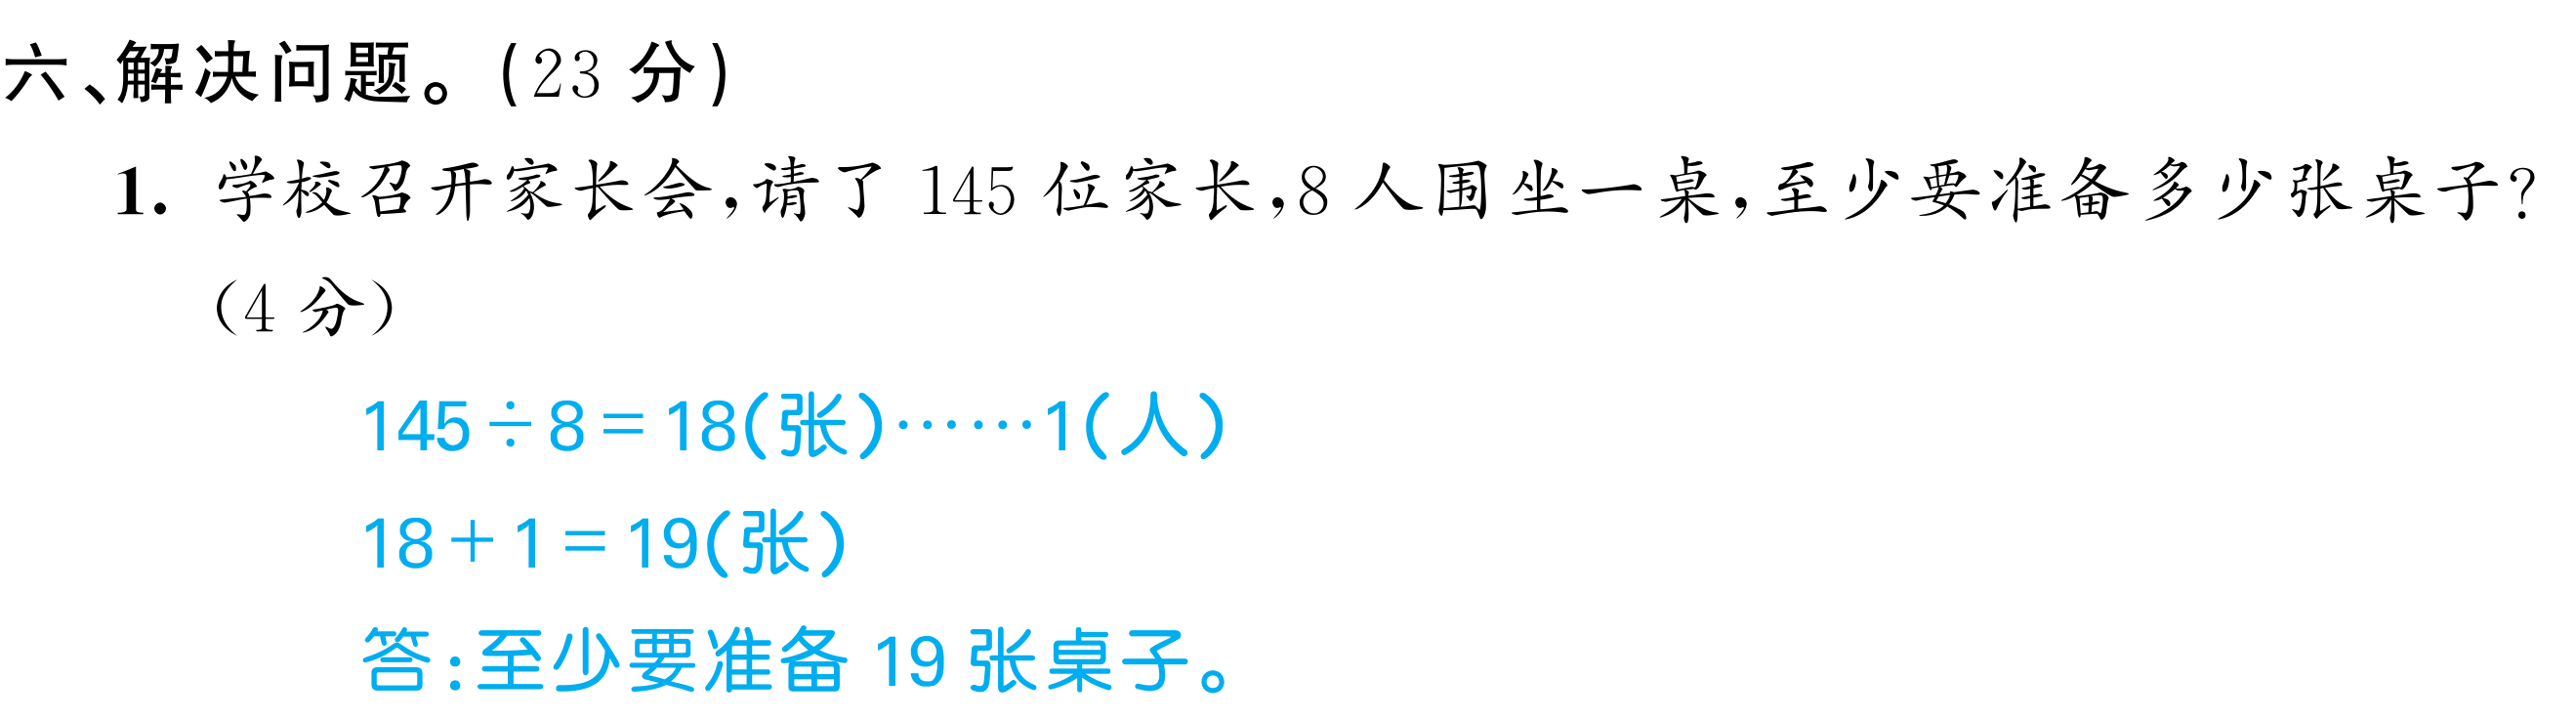 六、解决问题。(23 分)
1. 学校召开家长会,请了 145 位家长,8 人围坐一桌,至少要准备多少张桌子?
(4 分)
145÷8=18(张)……1(人)
18+1=19(张)
答:至少要准备 19 张桌子。